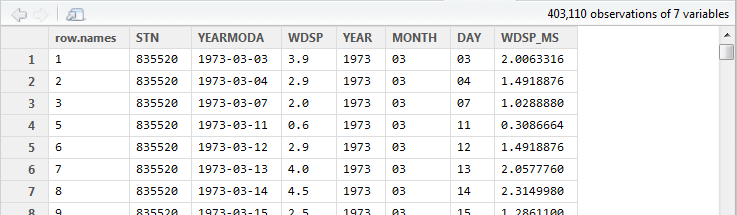 403,110 observations of 7 variables
row.names STN YEARMODA WDSP YEAR MONTH DAY WDSP_MS
1 1 835520 1973-03-03 3.9 1973 03 03 2.0063316
2 2 835520 1973-03-04 2.9 1973 03 04 1.4918876
3 3 835520 1973-03-07 2.0 1973 03 07 1.0288880
4 5 835520 1973-03-11 0.6 1973 03 11 0.3086664
5 6 835520 1973-03-12 2.9 1973 03 12 1.4918876
6 7 835520 1973-03-13 4.0 1973 03 13 2.0577760
7 8 835520 1973-03-14 4.5 1973 03 14 2.3149980
8 9 835520 1973-03-15 2.5 1973 03 15 1.2861100